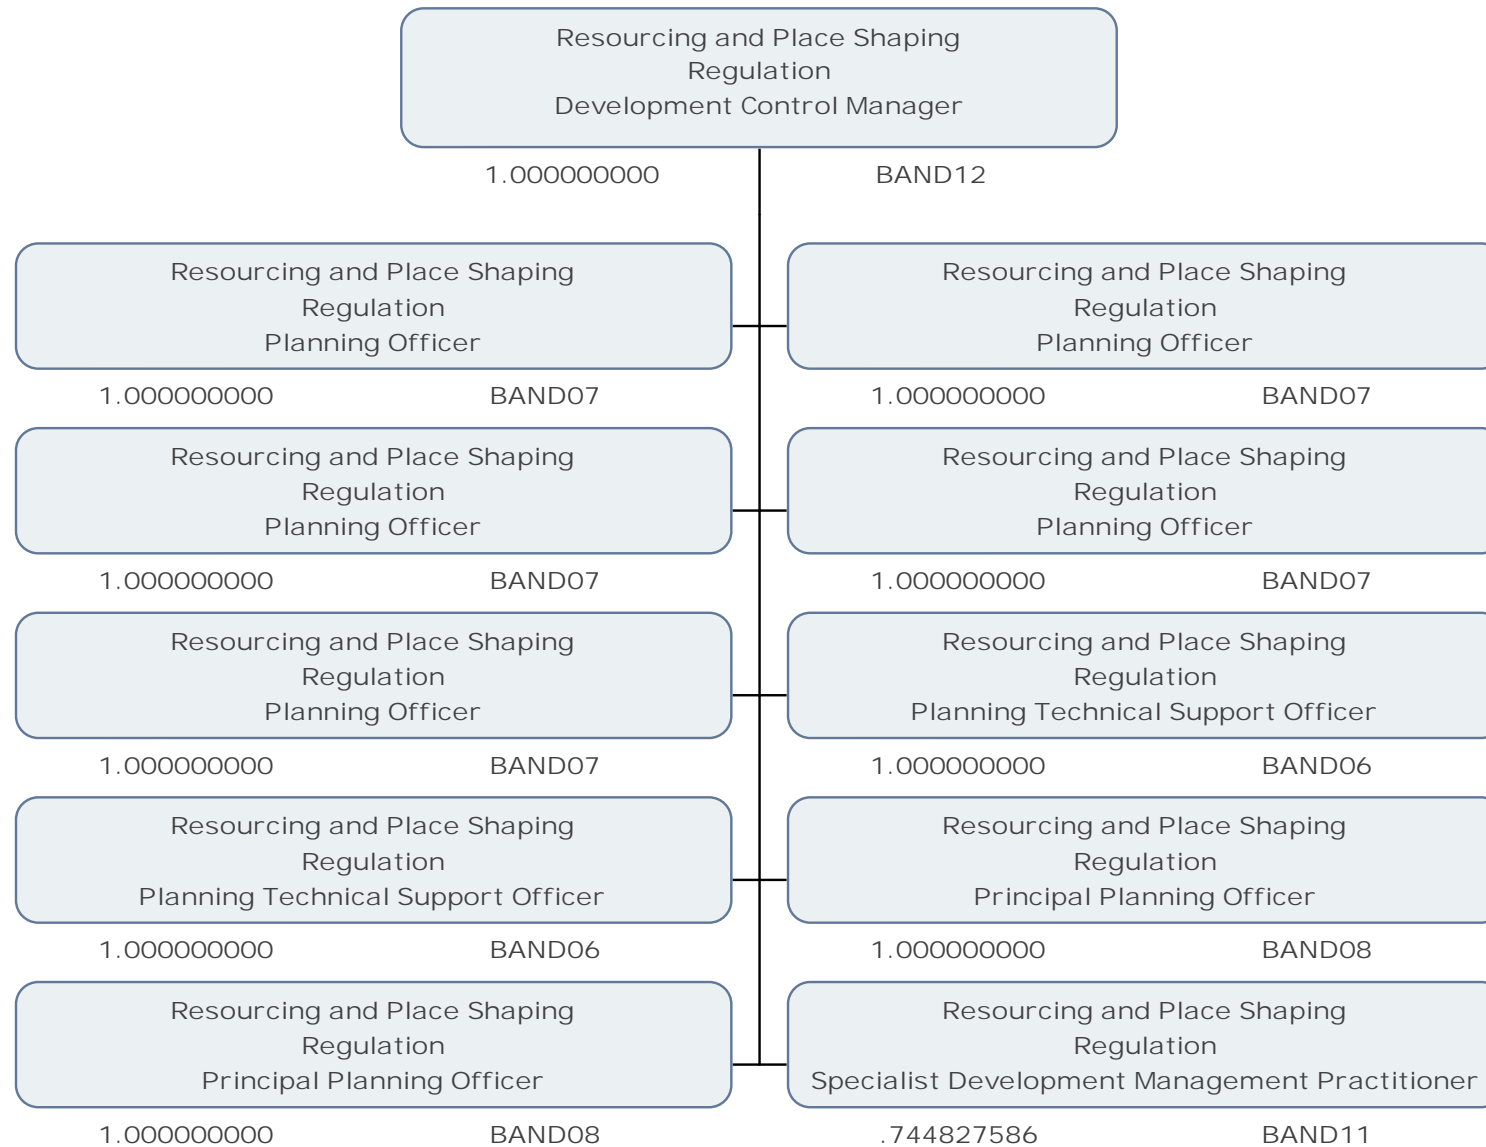 Resourcing and Place Shaping
Regulation
Development Control Manager
1.000000000 BAND12
Resourcing and Place Shaping
Regulation
Planning Officer
1.000000000 BAND07
Resourcing and Place Shaping
Regulation
Planning Officer
1.000000000 BAND07
Resourcing and Place Shaping
Regulation
Planning Officer
1.000000000 BAND07
Resourcing and Place Shaping
Regulation
Planning Officer
1.000000000 BAND07
Resourcing and Place Shaping
Regulation
Planning Officer
1.000000000 BAND07
Resourcing and Place Shaping
Regulation
Planning Technical Support Officer
1.000000000 BAND06
Resourcing and Place Shaping
Regulation
Planning Technical Support Officer
1.000000000 BAND06
Resourcing and Place Shaping
Regulation
Principal Planning Officer
1.000000000 BAND08
Resourcing and Place Shaping
Regulation
Principal Planning Officer
1.000000000 BAND08
Resourcing and Place Shaping
Regulation
Specialist Development Management Practitioner
.744827586 BAND11